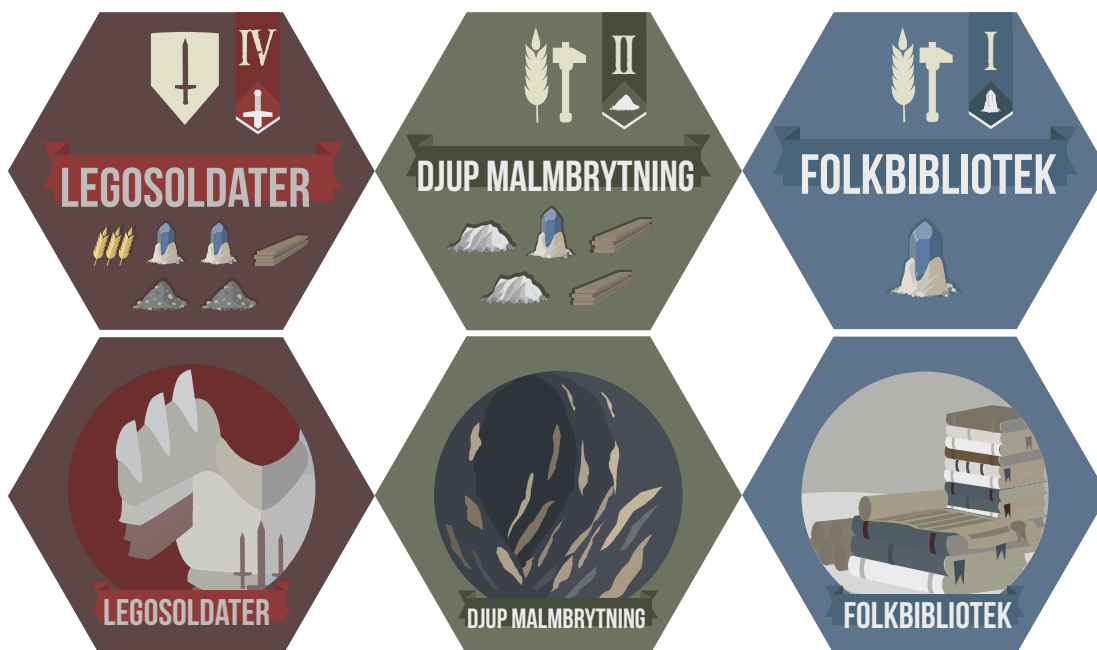 IV
II
I
LEGOSOLDATER
DJUP MALMBRYTNING
FOLKBIBLIOTEK
LEGOSOLDATER
DJUP MALMBRYTNING
FOLKBIBLIOTEK